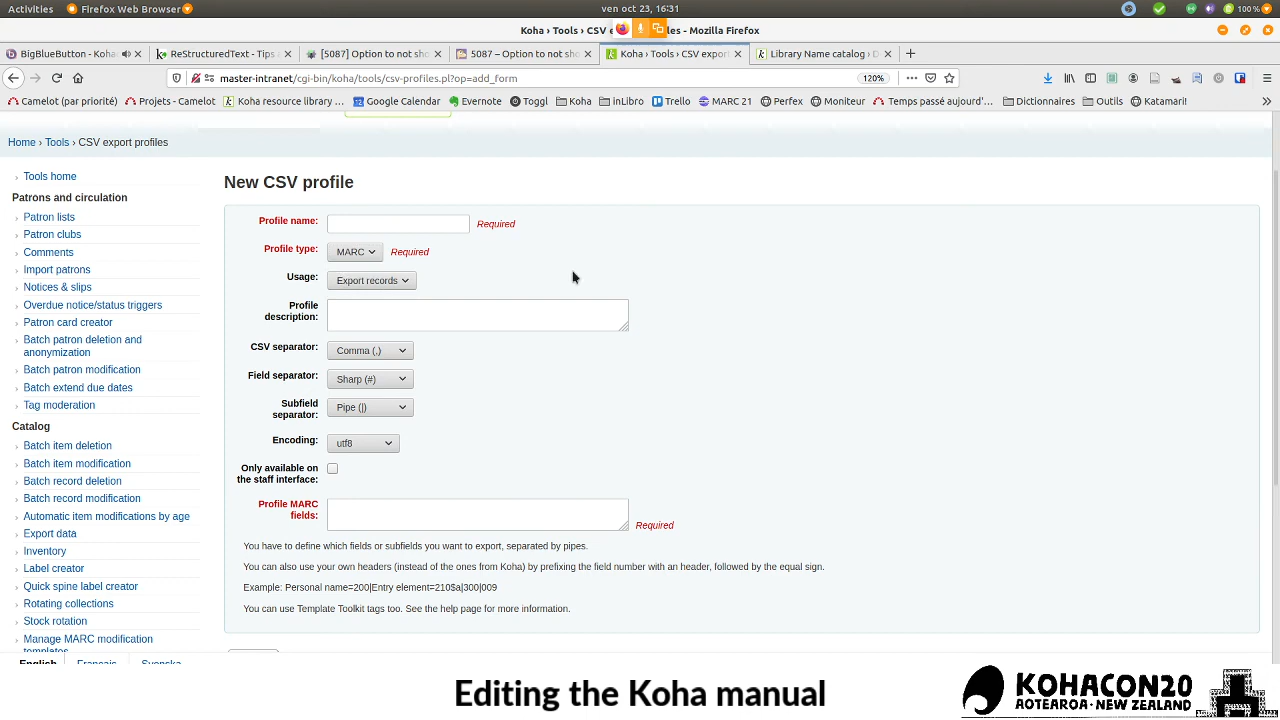 Activities
Firefox Web Browser
ven oct 23, 16:31
100 %
Koha › Tools › CSV e
les - Mozilla Firefox
BigBlueButton - Koha
ReStructuredText - Tips
[5087] Option to not sho
5087 – Option to not sho
Koha › Tools › CSV expor
Library Name catalog › D
master-intranet/cgi-bin/koha/tools/csv-profiles.pl?op=add_form
120%
Camelot (par priorité)
Projets - Camelot
Koha resource library ...
Google Calendar
Evernote
Toggl
Koha
inLibro
Trello
MARC 21
Perfex
Moniteur
Temps passé aujourd'...
Dictionnaires
Outils
Katamari!
Home › Tools › CSV export profiles
Tools home
Patrons and circulation
Patron lists
Patron clubs
Comments
Import patrons
Notices & slips
Overdue notice/status triggers
Patron card creator
Batch patron deletion and
anonymization
Batch patron modification
Batch extend due dates
Tag moderation
Catalog
Batch item deletion
Batch item modification
Batch record deletion
Batch record modification
Automatic item modifications by age
Export data
Inventory
Label creator
Quick spine label creator
Rotating collections
Stock rotation
Manage MARC modification
templates
New CSV profile
Profile name:
Required
Profile type: MARC Required
Usage: Export records
Profile
description:
CSV separator: Comma (,)
Field separator: Sharp (#)
Subfield
separator: Pipe (|)
Encoding: utf8
Only available on
the staff interface:
Profile MARC
fields:
Required
You have to define which fields or subfields you want to export, separated by pipes.
You can also use your own headers (instead of the ones from Koha) by prefixing the field number with an header, followed by the equal sign.
Example: Personal name=200|Entry element=210$a|300|009
You can use Template Toolkit tags too. See the help page for more information.
English Français Svenska
Editing the Koha manual
KOHACON20
AOTEAROA · NEW ZEALAND